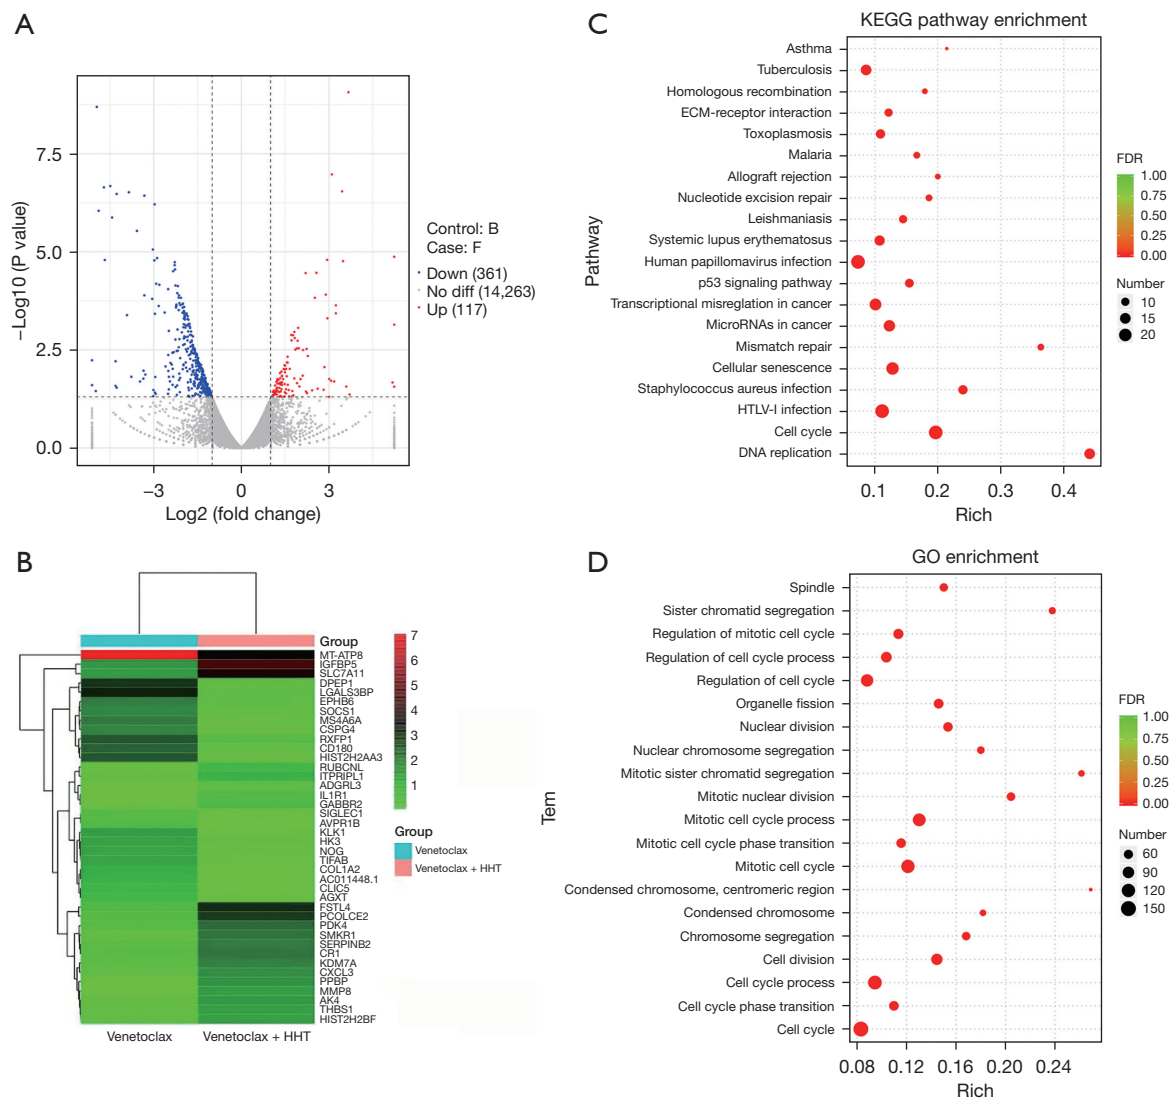 A
7.5
5.0
2.5
0.0
−3
0
3
−Log10 (P value)
Log2 (fold change)
Control: B
Case: F
Down (361)
No diff (14,263)
Up (117)
B
Group
MT-ATP8
IGFBP5
SLC7A11
DPEP1
LGALS3BP
EPHB6
SOCS1
MS4A6A
CSPG4
RXFP1
CD180
HIST2H2AA3
RUBCNL
ITPRIPL1
ADGRL3
IL1R1
GABBR2
SIGLEC1
AVPR1B
KLK1
HK3
NOG
TIFAB
COL1A2
AC011448.1
CLIC5
AGXT
FSTL4
PCOLCE2
PDK4
SMKR1
SERPINB2
CR1
KDM7A
CXCL3
PPBP
MMP8
AK4
THBS1
HIST2H2BF
Venetoclax
Venetoclax + HHT
7
6
5
4
3
2
1
Group
Venetoclax
Venetoclax + HHT
C
KEGG pathway enrichment
Pathway
Asthma
Tuberculosis
Homologous recombination
ECM-receptor interaction
Toxoplasmosis
Malaria
Allograft rejection
Nucleotide excision repair
Leishmaniasis
Systemic lupus erythematosus
Human papillomavirus infection
p53 signaling pathway
Transcriptional misreglation in cancer
MicroRNAs in cancer
Mismatch repair
Cellular senescence
Staphylococcus aureus infection
HTLV-I infection
Cell cycle
DNA replication
0.1
0.2
0.3
0.4
Rich
FDR
1.00
0.75
0.50
0.25
0.00
Number
10
15
20
D
GO enrichment
Tem
Spindle
Sister chromatid segregation
Regulation of mitotic cell cycle
Regulation of cell cycle process
Regulation of cell cycle
Organelle fission
Nuclear division
Nuclear chromosome segregation
Mitotic sister chromatid segregation
Mitotic nuclear division
Mitotic cell cycle process
Mitotic cell cycle phase transition
Mitotic cell cycle
Condensed chromosome, centromeric region
Condensed chromosome
Chromosome segregation
Cell division
Cell cycle process
Cell cycle phase transition
Cell cycle
0.08
0.12
0.16
0.20
0.24
Rich
FDR
1.00
0.75
0.50
0.25
0.00
Number
60
90
120
150